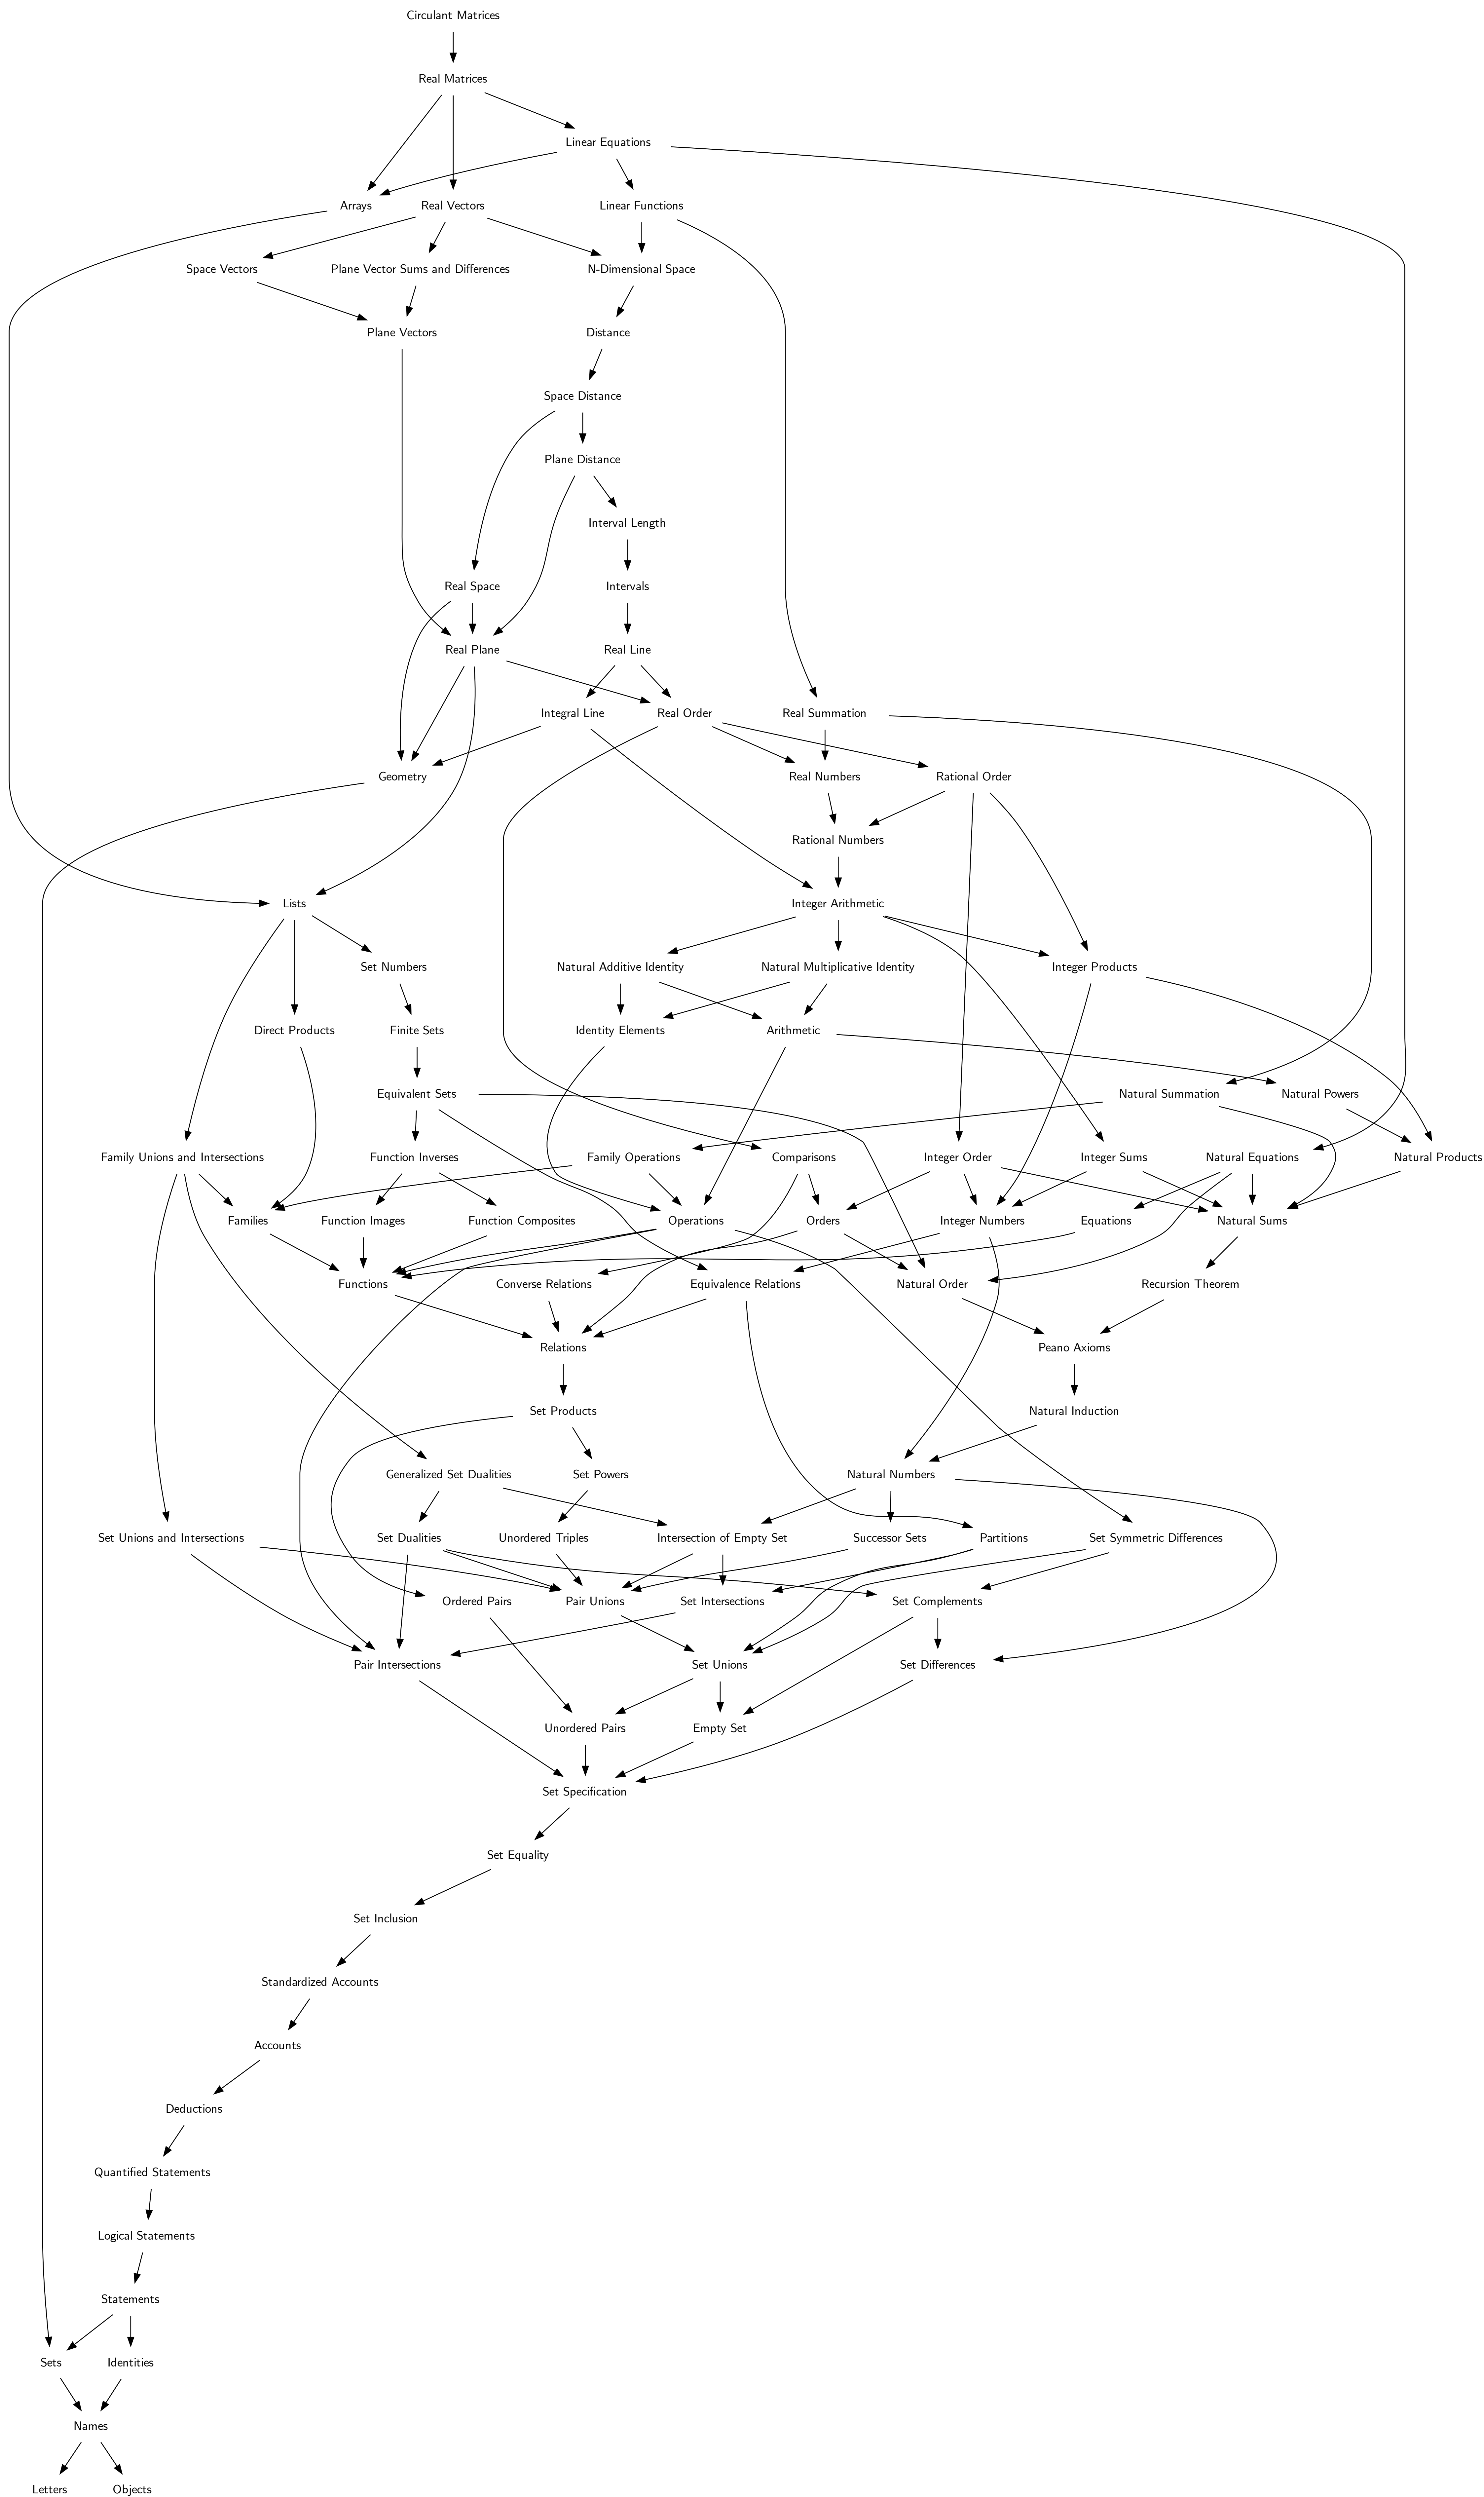 Circulant Matrices
Real Matrices
Linear Equations
Arrays
Real Vectors
Linear Functions
Space Vectors
Plane Vector Sums and Differences
N-Dimensional Space
Plane Vectors
Distance
Space Distance
Plane Distance
Interval Length
Real Space
Intervals
Real Plane
Real Line
Integral Line
Real Order
Real Summation
Geometry
Real Numbers
Rational Order
Rational Numbers
Lists
Integer Arithmetic
Set Numbers
Natural Additive Identity
Natural Multiplicative Identity
Integer Products
Direct Products
Finite Sets
Identity Elements
Arithmetic
Equivalent Sets
Natural Summation
Natural Powers
Family Unions and Intersections
Function Inverses
Family Operations
Comparisons
Integer Order
Integer Sums
Natural Equations
Natural Products
Families
Function Images
Function Composites
Operations
Orders
Integer Numbers
Equations
Natural Sums
Functions
Converse Relations
Equivalence Relations
Natural Order
Recursion Theorem
Relations
Peano Axioms
Set Products
Natural Induction
Generalized Set Dualities
Set Powers
Natural Numbers
Set Unions and Intersections
Set Dualities
Unordered Triples
Intersection of Empty Set
Successor Sets
Partitions
Set Symmetric Differences
Ordered Pairs
Pair Unions
Set Intersections
Set Complements
Pair Intersections
Set Unions
Set Differences
Unordered Pairs
Empty Set
Set Specification
Set Equality
Set Inclusion
Standardized Accounts
Accounts
Deductions
Quantified Statements
Logical Statements
Statements
Sets
Identities
Names
Letters
Objects